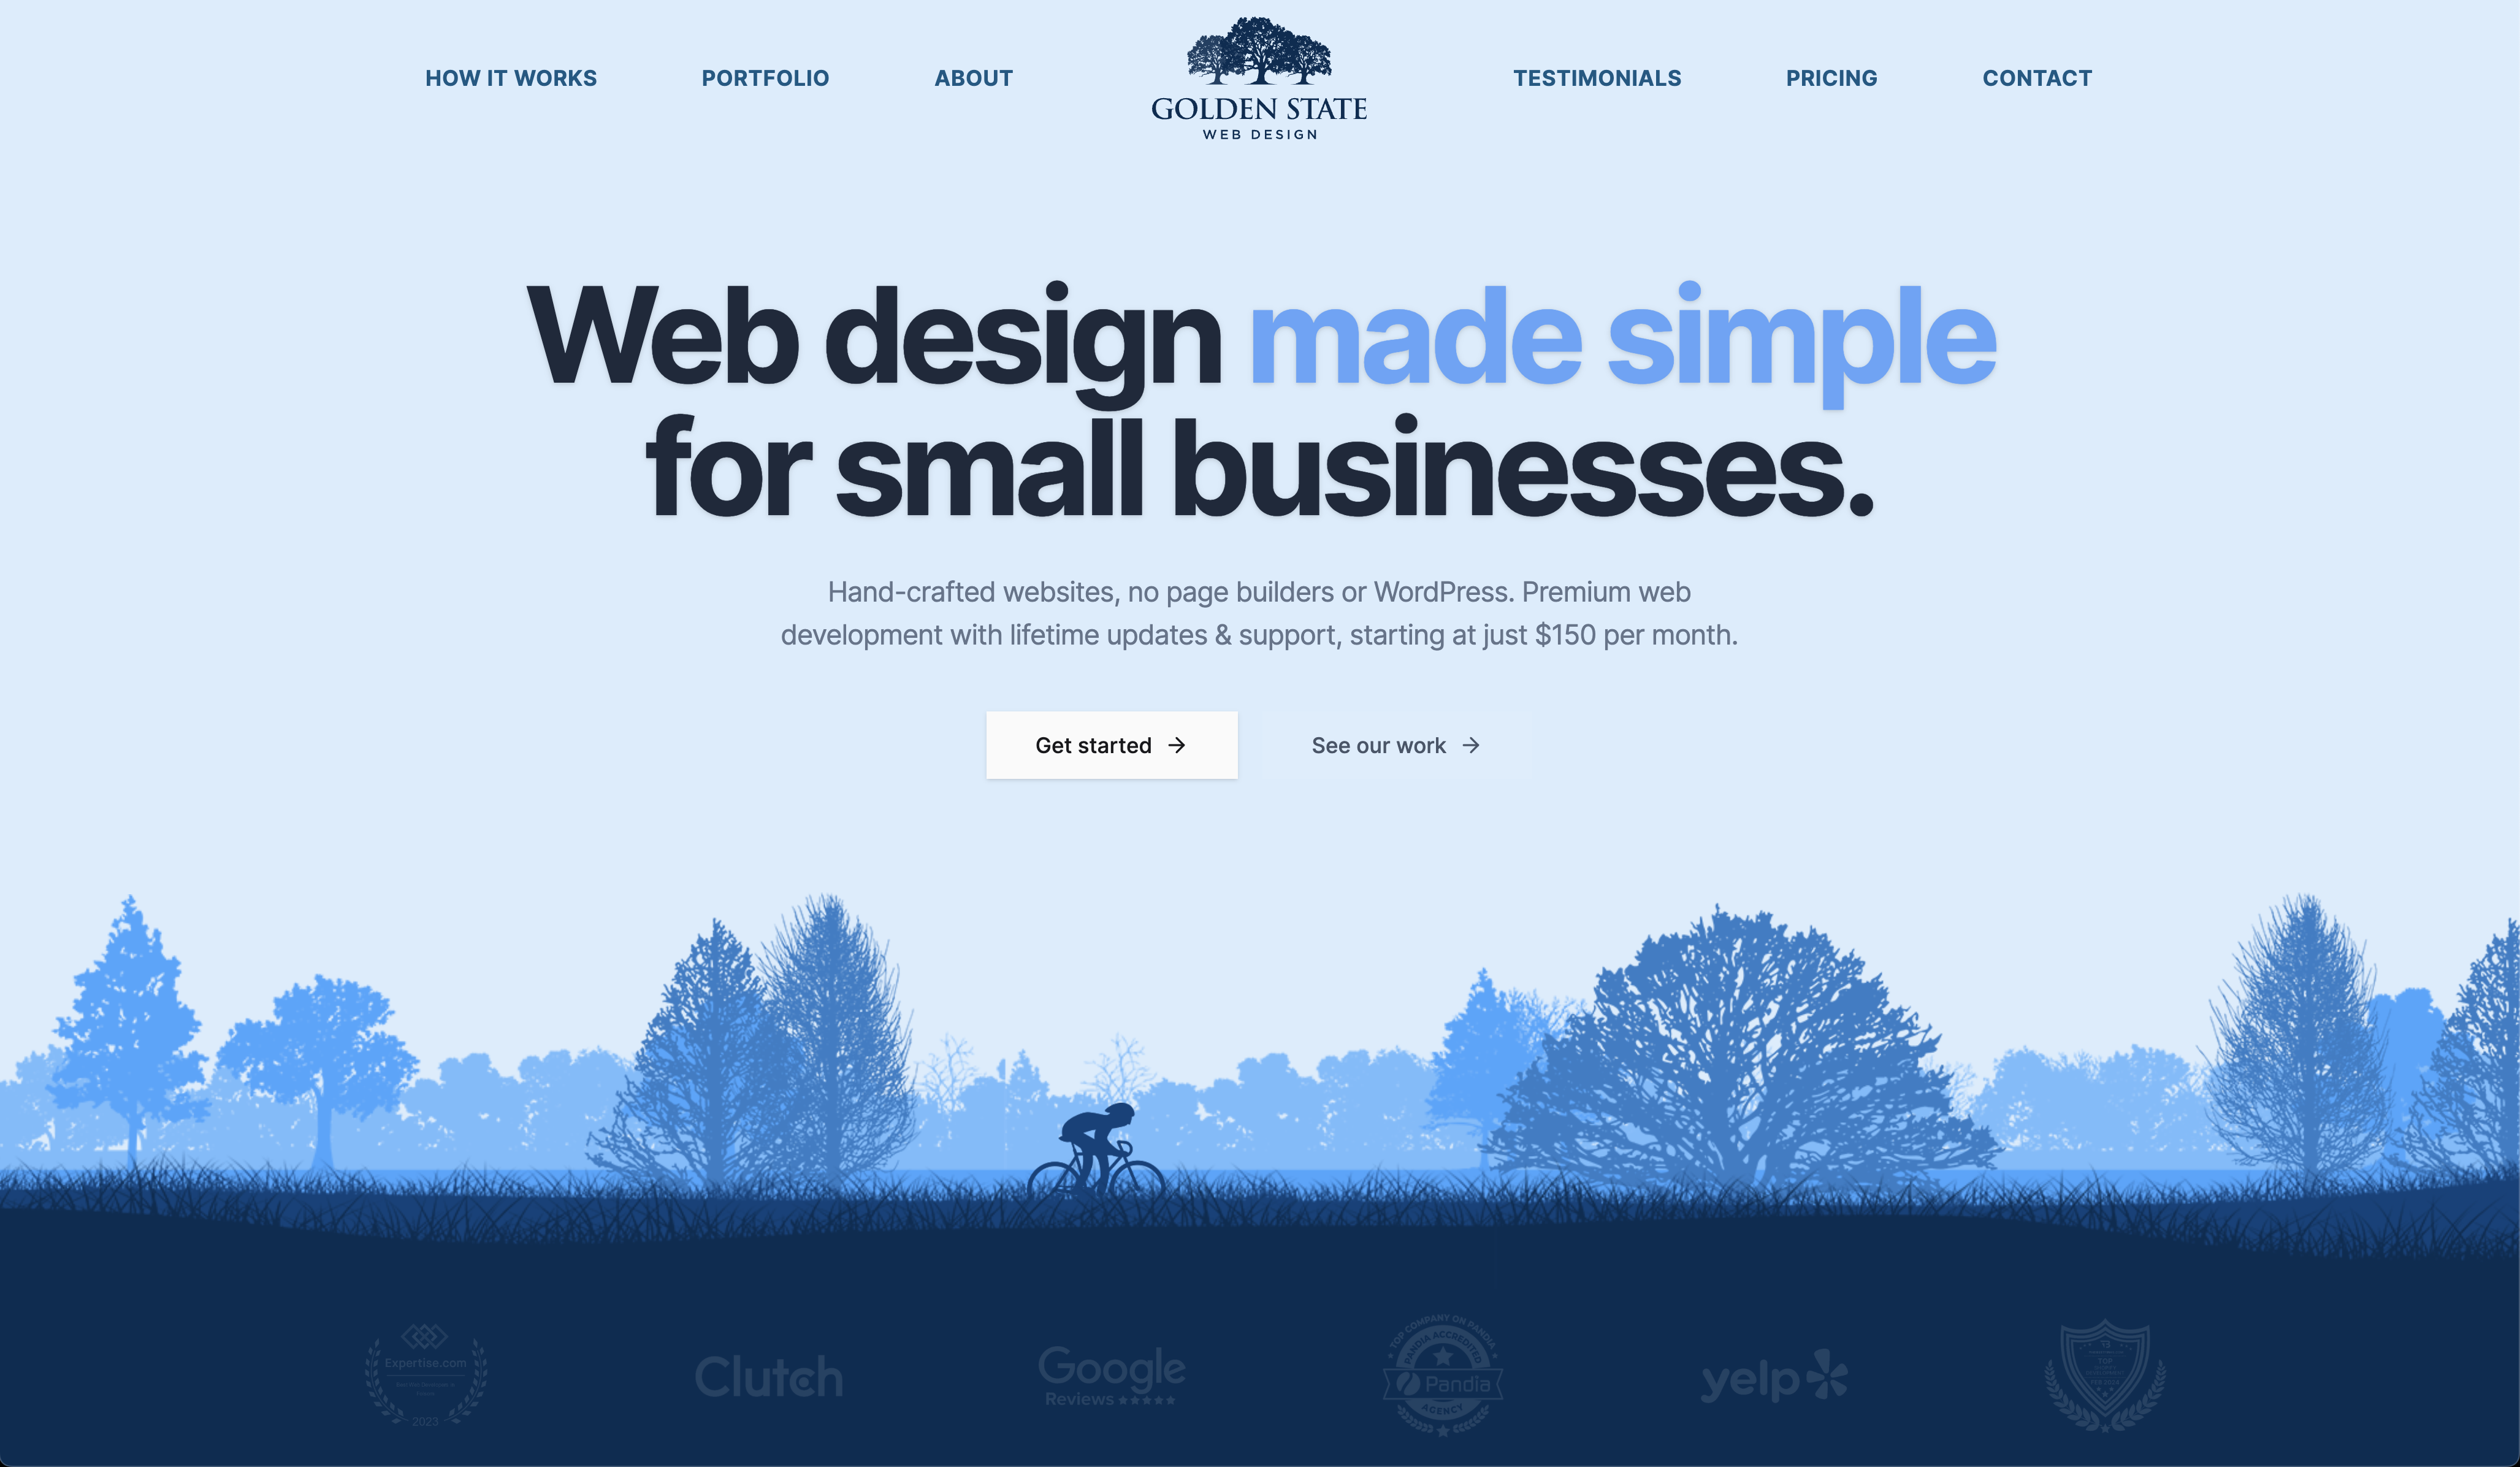 HOW IT WORKS
PORTFOLIO
ABOUT
GOLDEN STATE
WEB DESIGN
TESTIMONIALS
PRICING
CONTACT
Web design made simple
for small businesses.
Hand-crafted websites, no page builders or WordPress. Premium web
development with lifetime updates & support, starting at just $150 per month.
Get started →
See our work →
Expertise.com
2023
Clutch
Google
Reviews ★★★★★
TOP COMPANY ON PANDIA
PANDIA ACCREDITED
Pandia
AGENCY
yelp
TOP